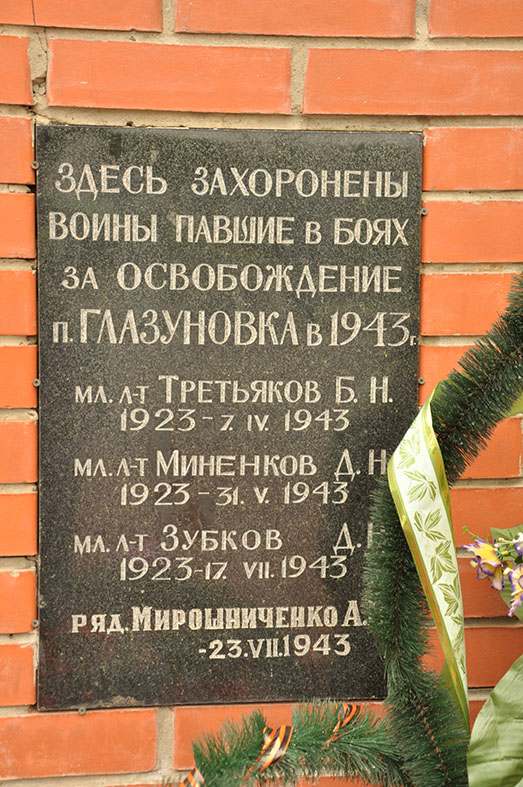 ЗДЕСЬ ЗАХОРОНЕНЫ
ВОИНЫ ПАВШИЕ В БОЯХ
ЗА ОСВОБОЖДЕНИЕ
п. ГЛАЗУНОВКА В 1943г.
МЛ. Л-Т ТРЕТЬЯКОВ Б. Н.
1923-7. IV. 1943
МЛ. Л-Т МИНЕНКОВ Д. Н
1923-31. V. 1943
МЛ. Л-Т ЗУБКОВ Д.
1923-17. VII. 1943
РЯД. МИРОШНИЧЕНКО А.
-23.VII.1943